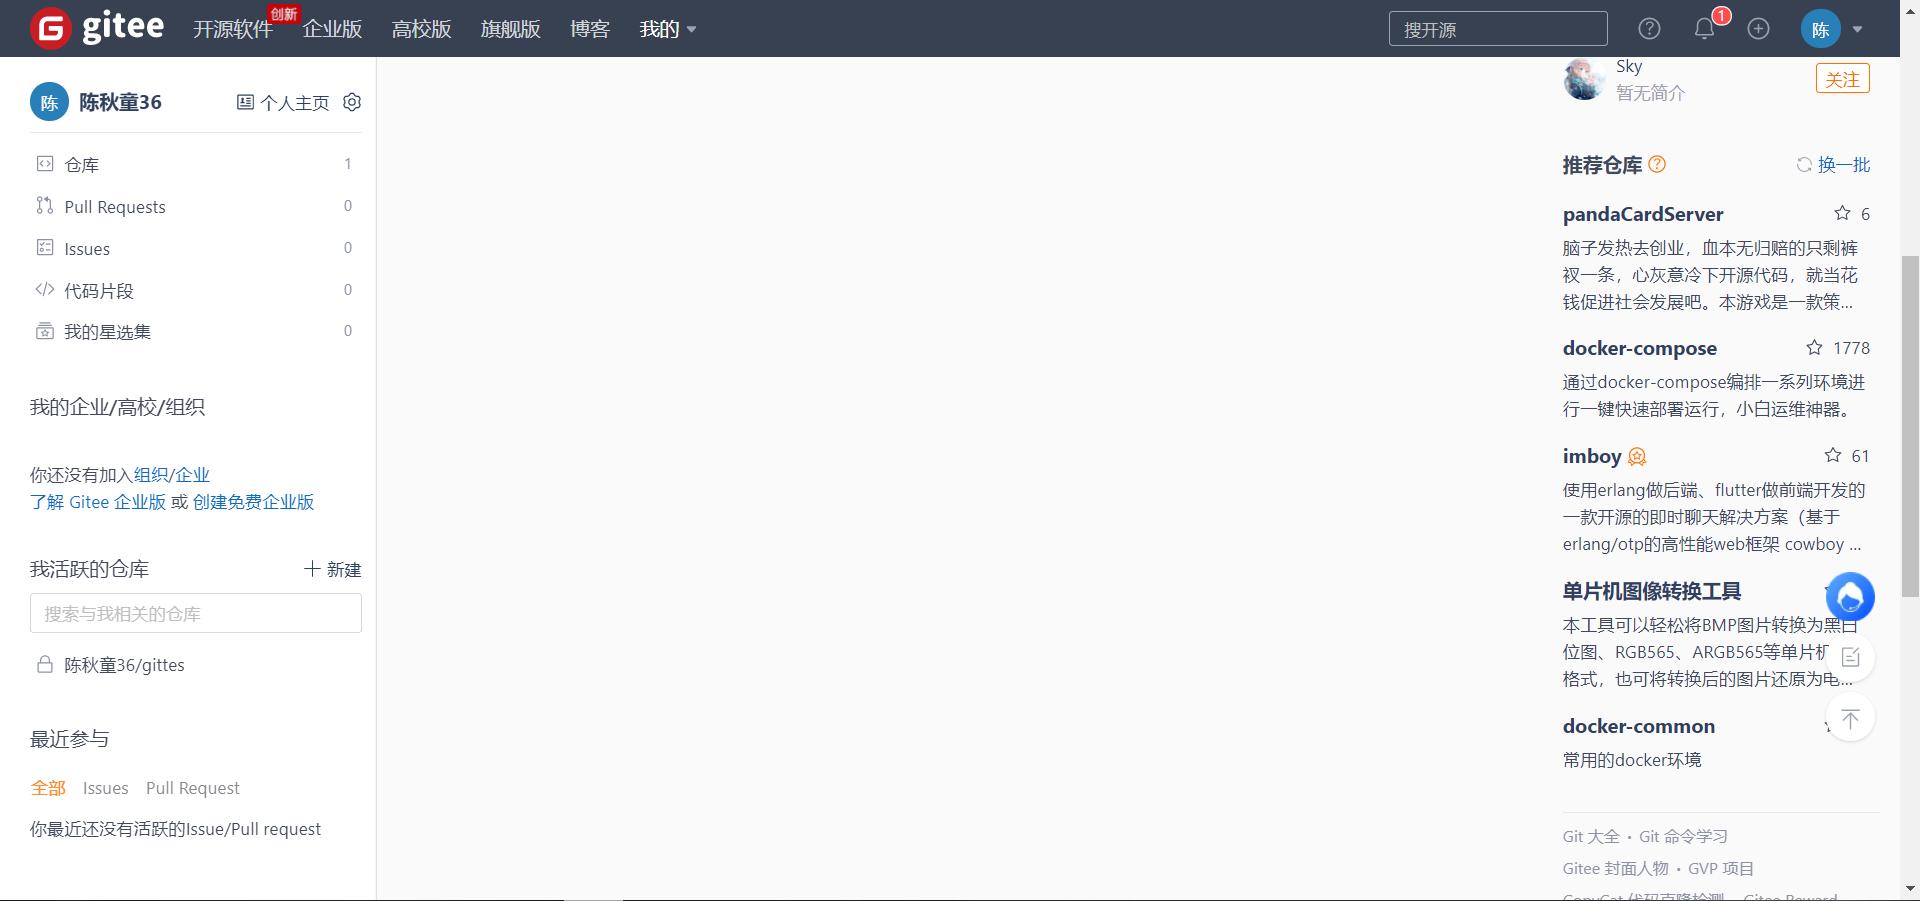 gitee
开源软件
创新
企业版
高校版
旗舰版
博客
我的
搜开源
1
陈
陈
陈秋童36
个人主页
仓库 1
Pull Requests 0
Issues 0
代码片段 0
我的星选集 0
我的企业/高校/组织
你还没有加入组织/企业
了解 Gitee 企业版 或 创建免费企业版
我活跃的仓库
新建
搜索与我相关的仓库
陈秋童36/gittes
最近参与
全部 Issues Pull Request
你最近还没有活跃的Issue/Pull request
Sky
暂无简介
关注
推荐仓库
换一批
pandaCardServer 6
脑子发热去创业，血本无归赔的只剩裤
衩一条，心灰意冷下开源代码，就当花
钱促进社会发展吧。本游戏是一款策...
docker-compose 1778
通过docker-compose编排一系列环境进
行一键快速部署运行，小白运维神器。
imboy 61
使用erlang做后端、flutter做前端开发的
一款开源的即时聊天解决方案（基于
erlang/otp的高性能web框架 cowboy ...
单片机图像转换工具
本工具可以轻松将BMP图片转换为黑白
位图、RGB565、ARGB565等单片机
格式，也可将转换后的图片还原为电...
docker-common
常用的docker环境
Git 大全 · Git 命令学习
Gitee 封面人物 · GVP 项目
CopyCat 代码克隆检测 Gitee Reward